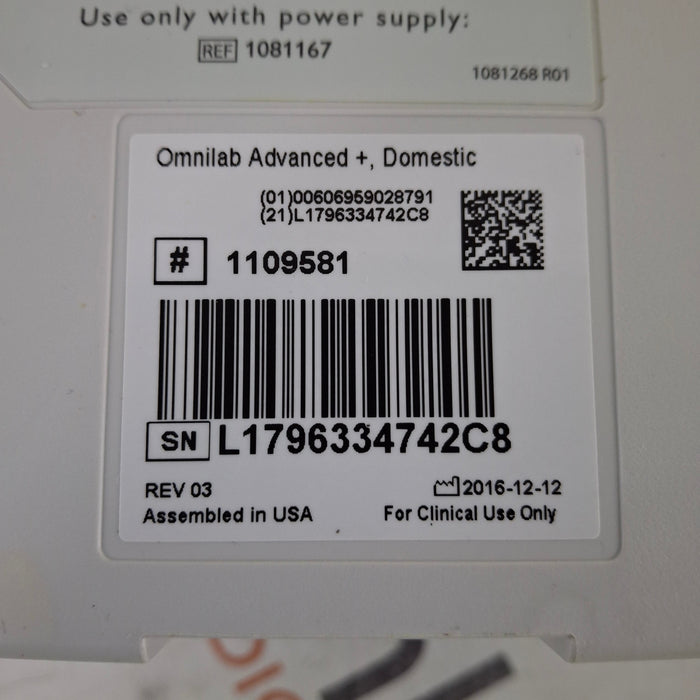 Use only with power supply:
REF 1081167
1081268 R01
Omnilab Advanced +, Domestic
(01)00606959028791
(21)L1796334742C8
# 1109581
SN L1796334742C8
REV 03
2016-12-12
Assembled in USA
For Clinical Use Only